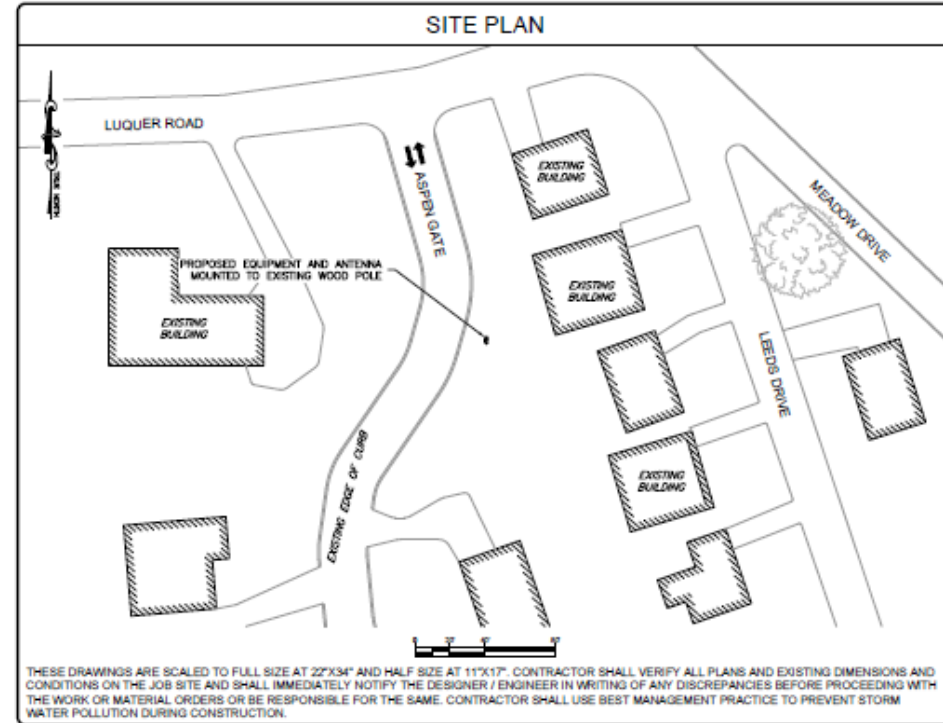 SITE PLAN
LUQUER ROAD
TRUE NORTH
ASPEN GATE
EXISTING
BUILDING
MEADOW DRIVE
PROPOSED EQUIPMENT AND ANTENNA
MOUNTED TO EXISTING WOOD POLE
EXISTING
BUILDING
EXISTING
BUILDING
LEEDS DRIVE
EXISTING EDGE OF CURB
EXISTING
BUILDING
0
THESE DRAWINGS ARE SCALED TO FULL SIZE AT 22"X34" AND HALF SIZE AT 11"X17". CONTRACTOR SHALL VERIFY ALL PLANS AND EXISTING DIMENSIONS AND
CONDITIONS ON THE JOB SITE AND SHALL IMMEDIATELY NOTIFY THE DESIGNER / ENGINEER IN WRITING OF ANY DISCREPANCIES BEFORE PROCEEDING WITH
THE WORK OR MATERIAL ORDERS OR BE RESPONSIBLE FOR THE SAME. CONTRACTOR SHALL USE BEST MANAGEMENT PRACTICE TO PREVENT STORM
WATER POLLUTION DURING CONSTRUCTION.